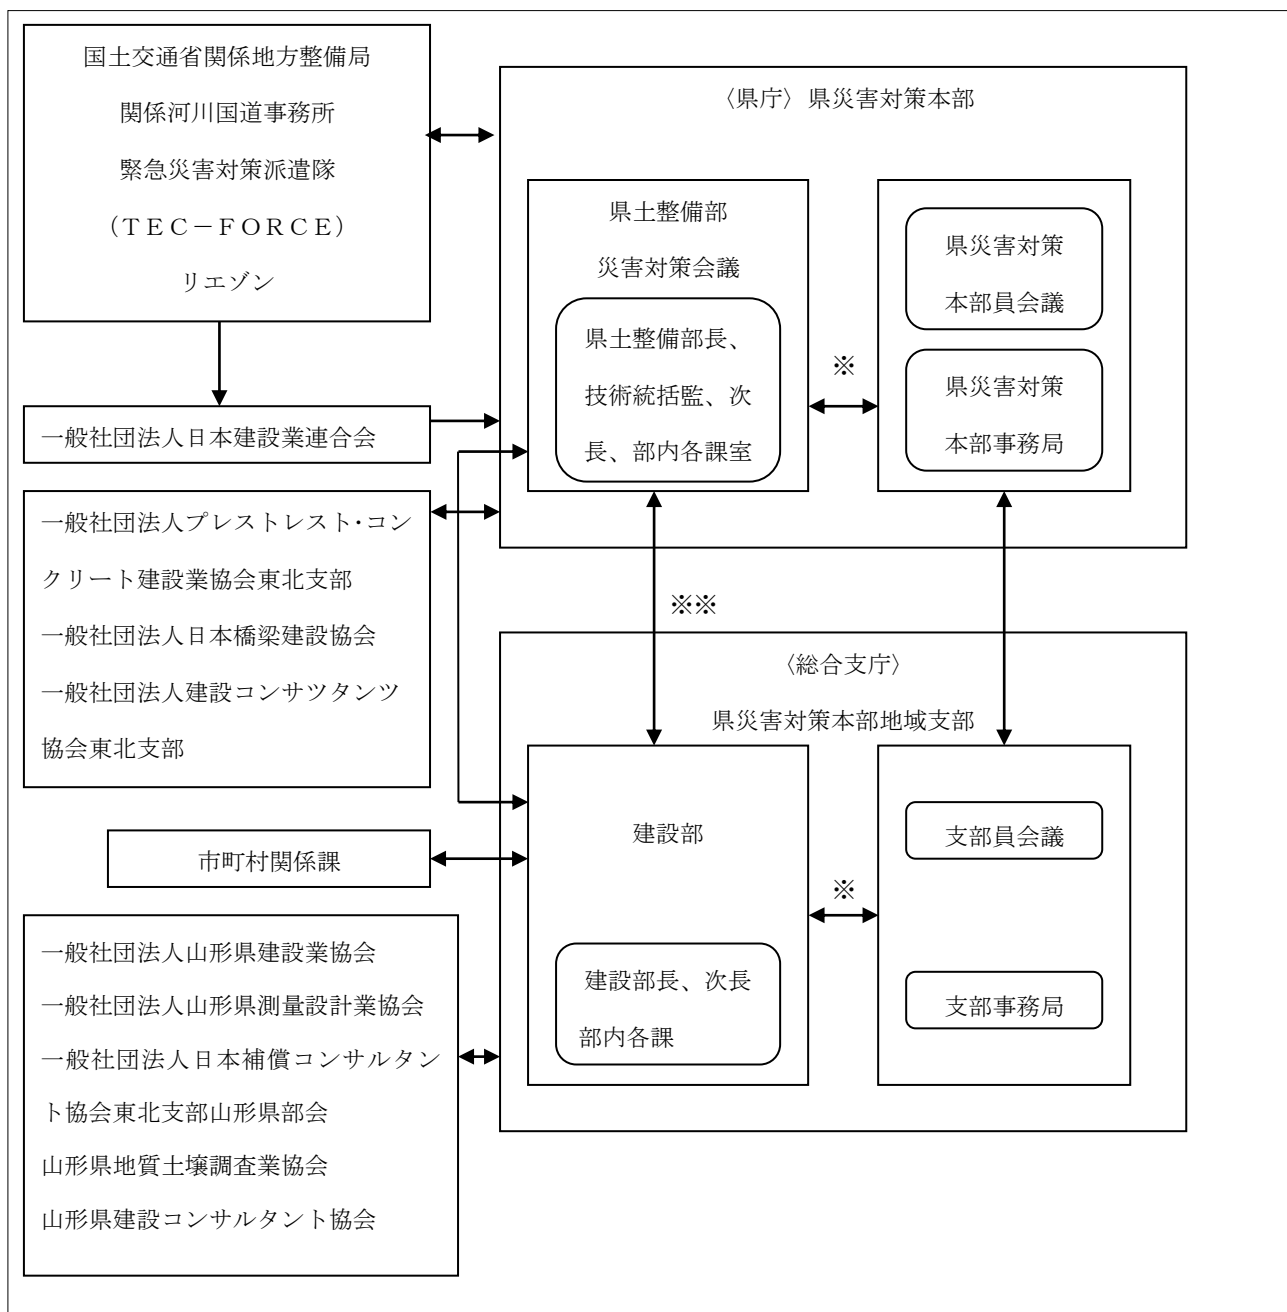 国土交通省関係地方整備局
関係河川国道事務所
緊急災害対策派遣隊
（ＴＥＣ－ＦＯＲＣＥ）
リエゾン
〈県庁〉県災害対策本部
県土整備部
災害対策会議
県土整備部長、
技術統括監、次
長、部内各課室
※
県災害対策
本部員会議
県災害対策
本部事務局
一般社団法人日本建設業連合会
一般社団法人プレストレスト・コン
クリート建設業協会東北支部
一般社団法人日本橋梁建設協会
一般社団法人建設コンサツタンツ
協会東北支部
※※
〈総合支庁〉
県災害対策本部地域支部
建設部
建設部長、次長
部内各課
※
支部員会議
支部事務局
市町村関係課
一般社団法人山形県建設業協会
一般社団法人山形県測量設計業協会
一般社団法人日本補償コンサルタン
ト協会東北支部山形県部会
山形県地質土壌調査業協会
山形県建設コンサルタント協会